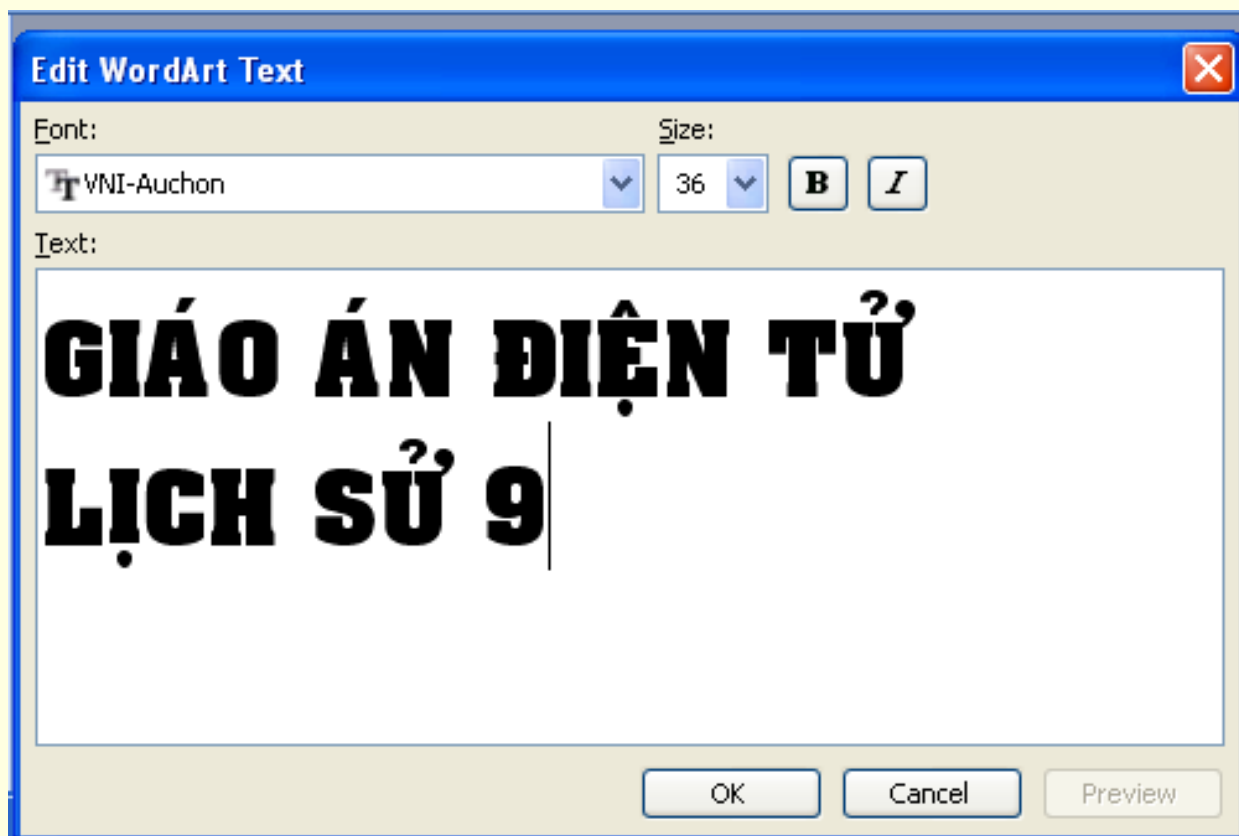 Edit WordArt Text
Font:
Size:
VNI-Auchon
36
B
I
Text:
GIÁO ÁN ĐIỆN TỬ
LỊCH SỬ 9
OK
Cancel
Preview